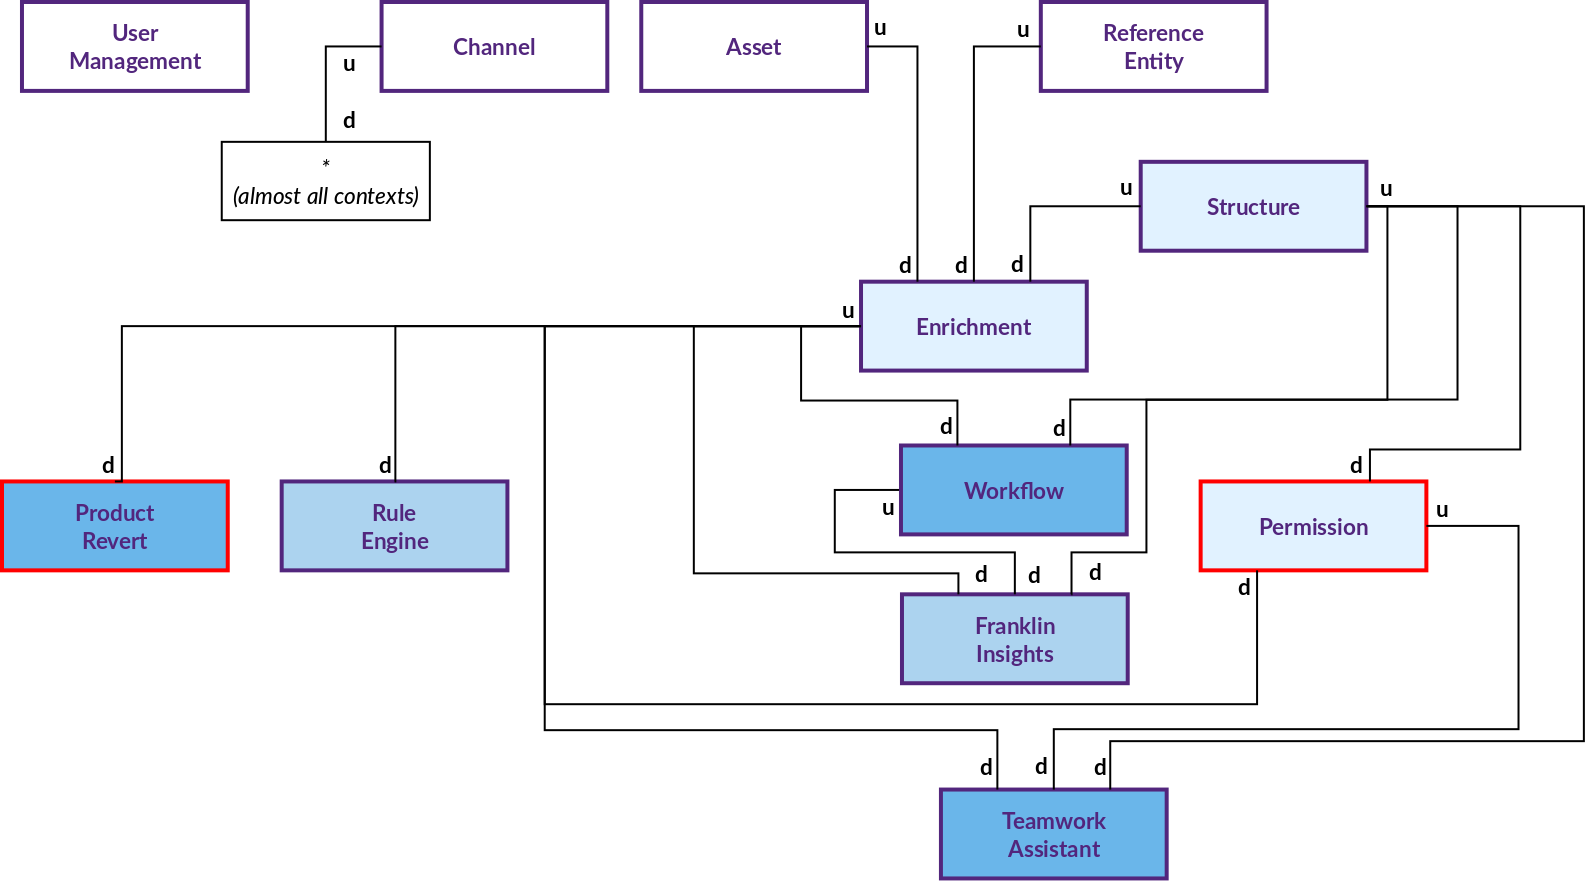 User
Management
Channel
Asset
u
u
Reference
Entity
u
d
*
(almost all contexts)
u
Structure
u
d
d
d
u
Enrichment
d
d
d
Product
Revert
d
Rule
Engine
Workflow
u
d
Permission
u
d
d
d
d
Franklin
Insights
d
d
d
Teamwork
Assistant